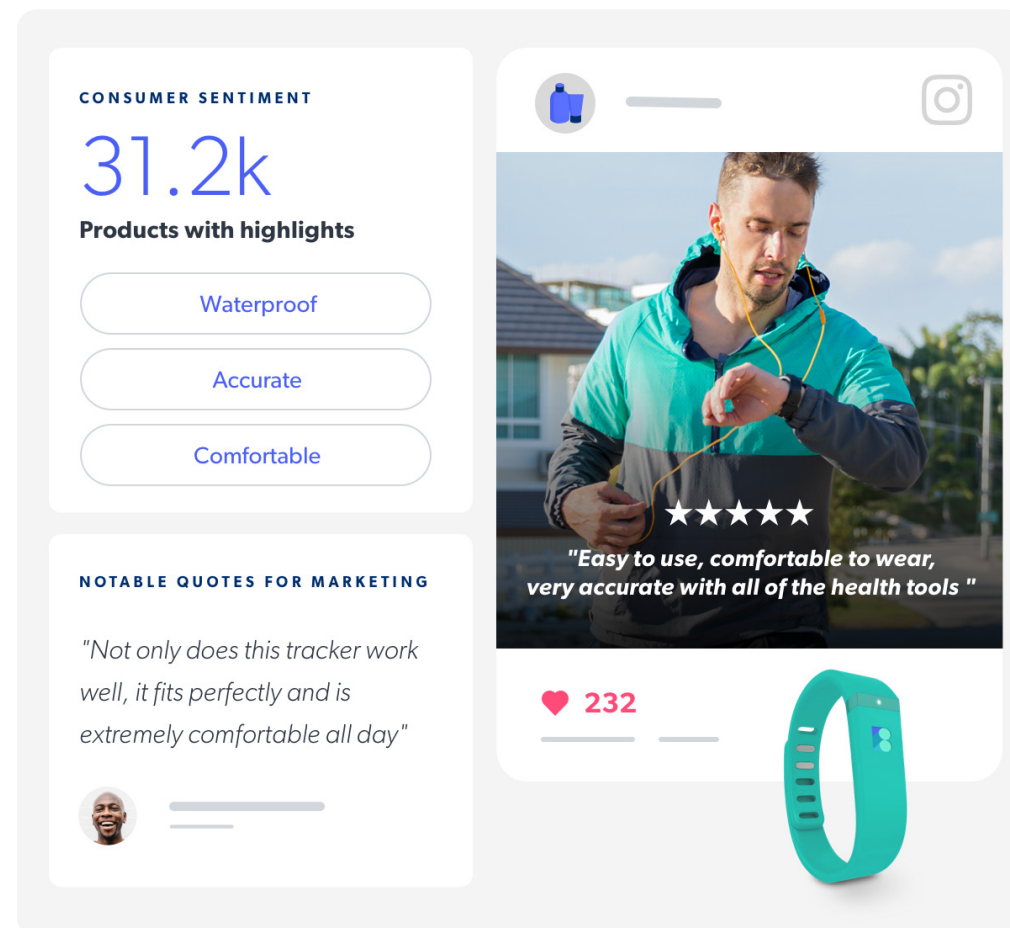 CONSUMER SENTIMENT
31.2k
Products with highlights
Waterproof
Accurate
Comfortable
NOTABLE QUOTES FOR MARKETING
"Not only does this tracker work
well, it fits perfectly and is
extremely comfortable all day"
★★★★★
"Easy to use, comfortable to wear,
very accurate with all of the health tools "
232